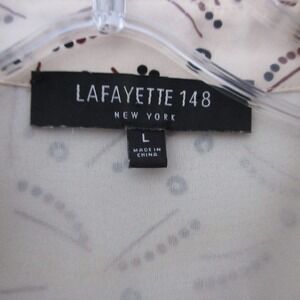 LAFAYETTE 148
NEW YORK
L
MADE IN
CHINA